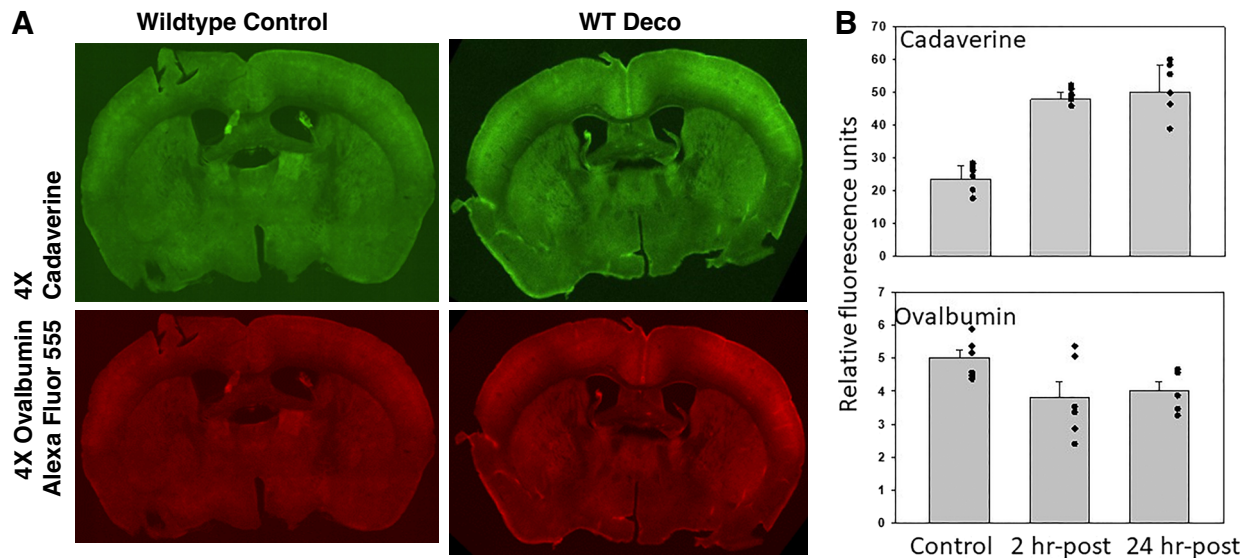 A
Wildtype Control
WT Deco
4X
Cadaverine
4X Ovalbumin
Alexa Fluor 555
B
Relative fluorescence units
Cadaverine
70
60
50
40
30
20
10
0
Ovalbumin
7
6
5
4
3
2
1
0
Control
2 hr-post
24 hr-post